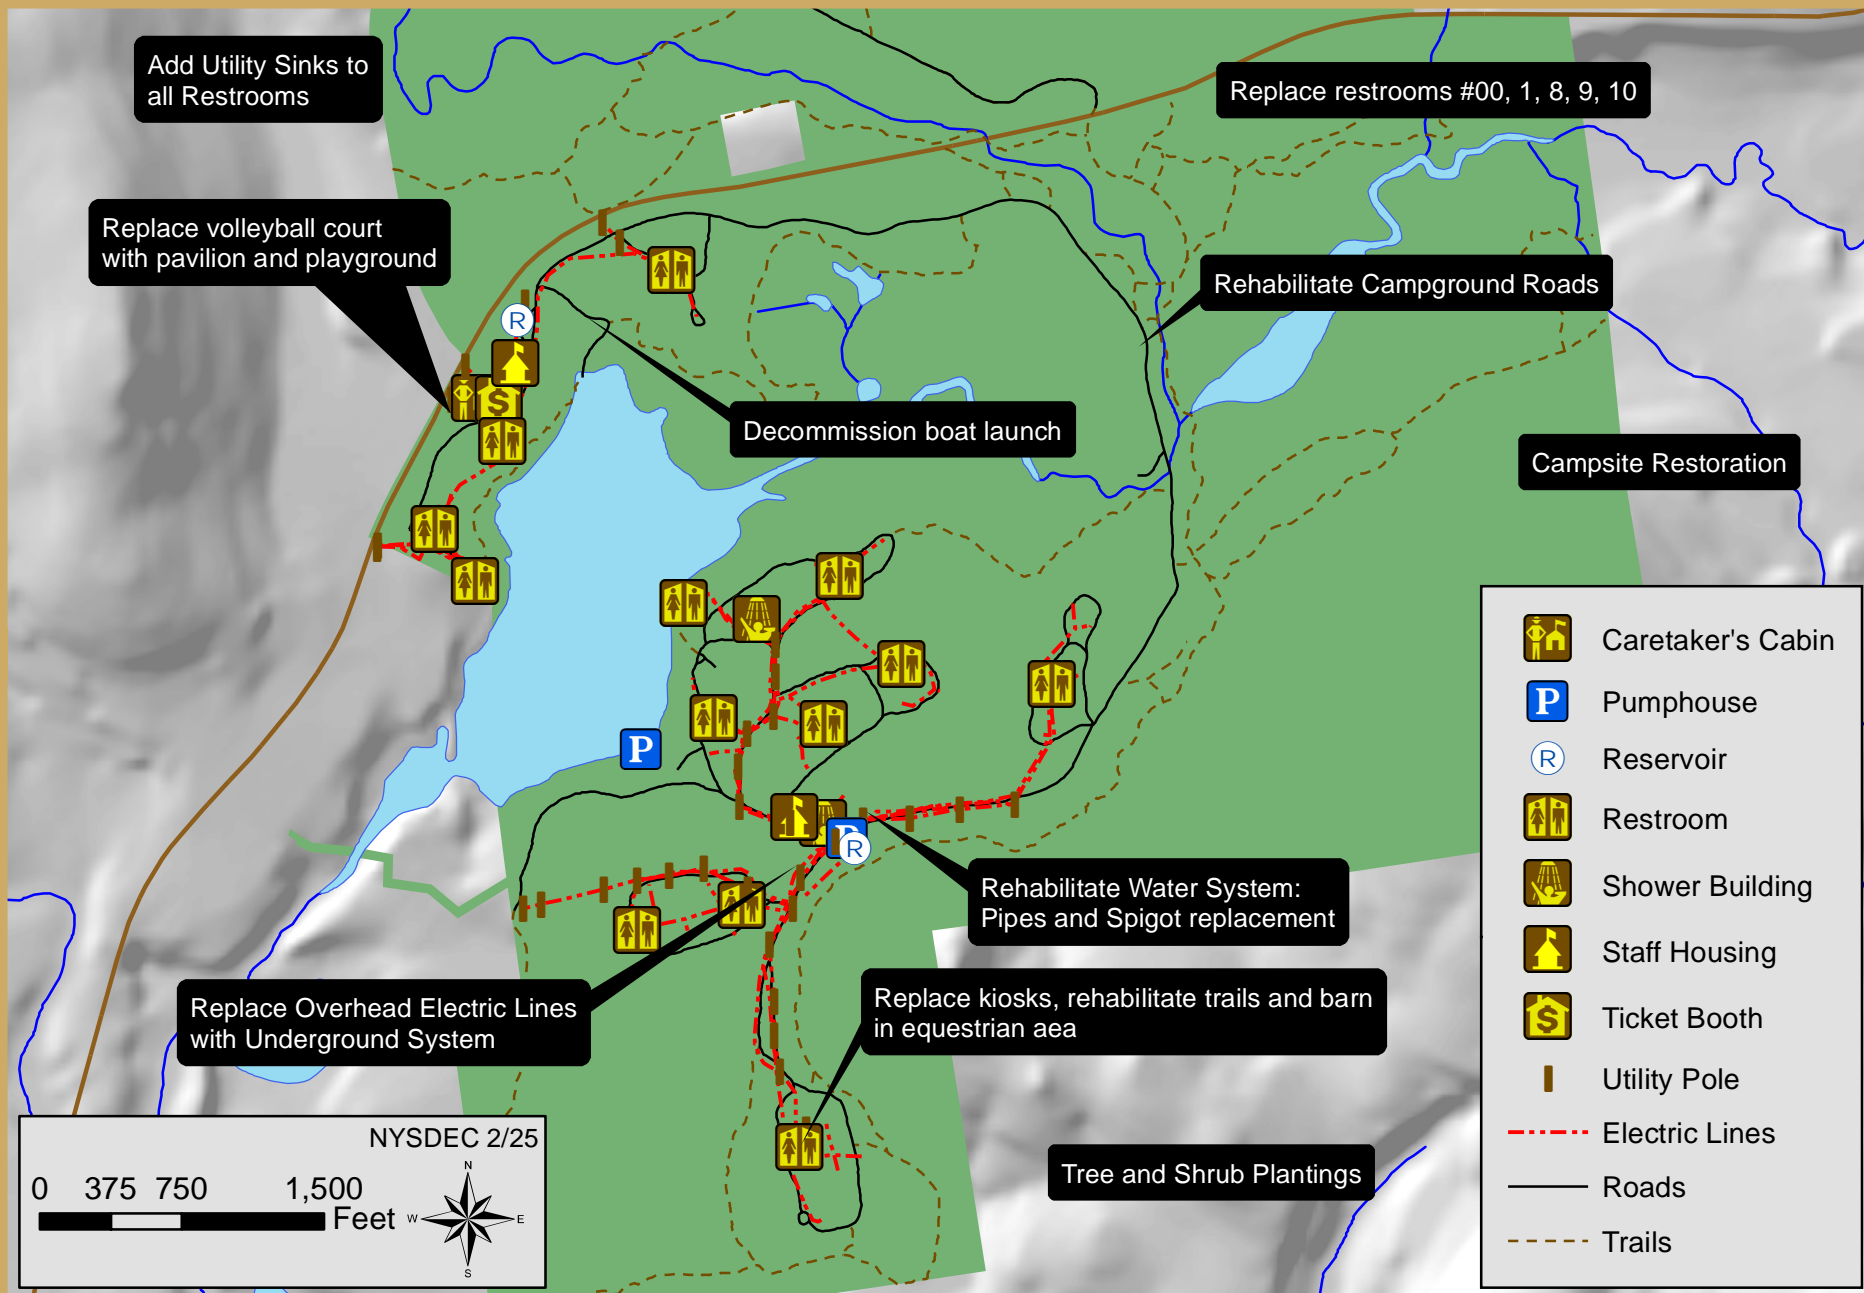 Add Utility Sinks to
all Restrooms
Replace restrooms #00, 1, 8, 9, 10
Replace volleyball court
with pavilion and playground
Rehabilitate Campground Roads
R
$
Decommission boat launch
Campsite Restoration
P
P
R
Rehabilitate Water System:
Pipes and Spigot replacement
Replace Overhead Electric Lines
with Underground System
Replace kiosks, rehabilitate trails and barn
in equestrian aea
Tree and Shrub Plantings
Caretaker's Cabin
P Pumphouse
R Reservoir
Restroom
Shower Building
Staff Housing
$ Ticket Booth
Utility Pole
Electric Lines
Roads
Trails
NYSDEC 2/25
0 375 750 1,500
Feet
N
W E
S